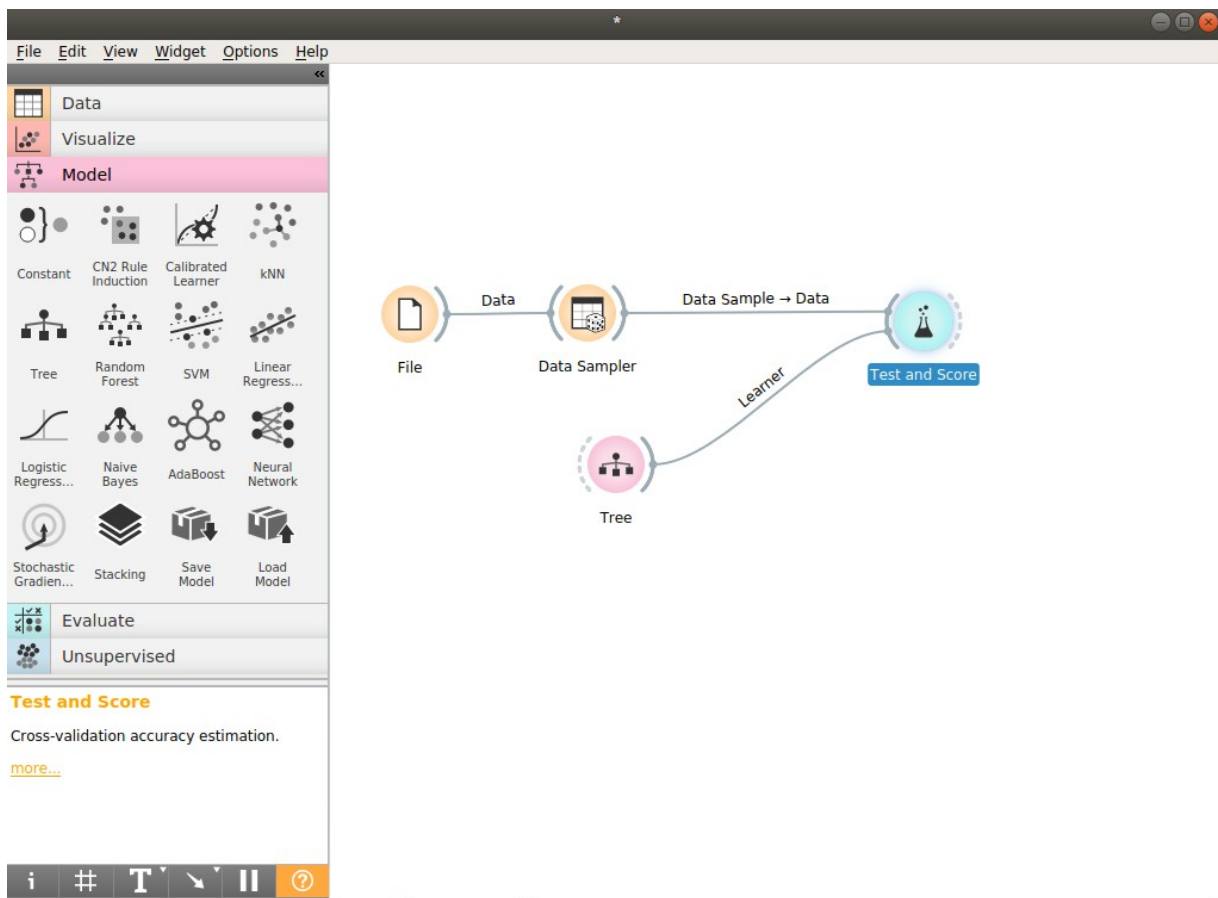 *
File Edit View Widget Options Help
«
Data
Visualize
Model
Constant
CN2 Rule
Induction
Calibrated
Learner
kNN
Tree
Random
Forest
SVM
Linear
Regress...
Logistic
Regress...
Naive
Bayes
AdaBoost
Neural
Network
Stochastic
Gradien...
Stacking
Save
Model
Load
Model
Evaluate
Unsupervised
Test and Score
Cross-validation accuracy estimation.
more...
i # T ?
Data
Data Sample → Data
File
Data Sampler
Test and Score
Learner
Tree